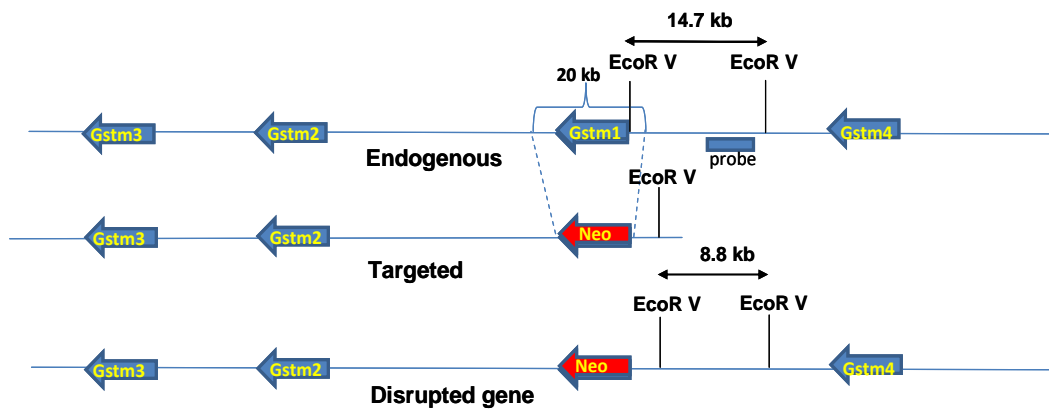 14.7 kb
EcoR V EcoR V
20 kb
Gstm3 Gstm2 Gstm1 Gstm4
Endogenous
probe
EcoR V
Gstm3 Gstm2 Neo
Targeted
8.8 kb
EcoR V EcoR V
Gstm3 Gstm2 Neo Gstm4
Disrupted gene